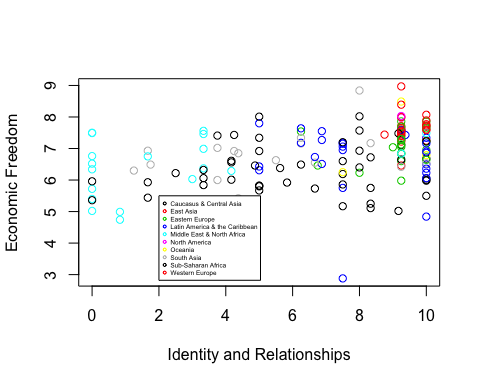 Economic Freedom
9
8
7
6
5
4
3
Caucasus & Central Asia
East Asia
Eastern Europe
Latin America & the Caribbean
Middle East & North Africa
North America
Oceania
South Asia
Sub-Saharan Africa
Western Europe
0 2 4 6 8 10
Identity and Relationships